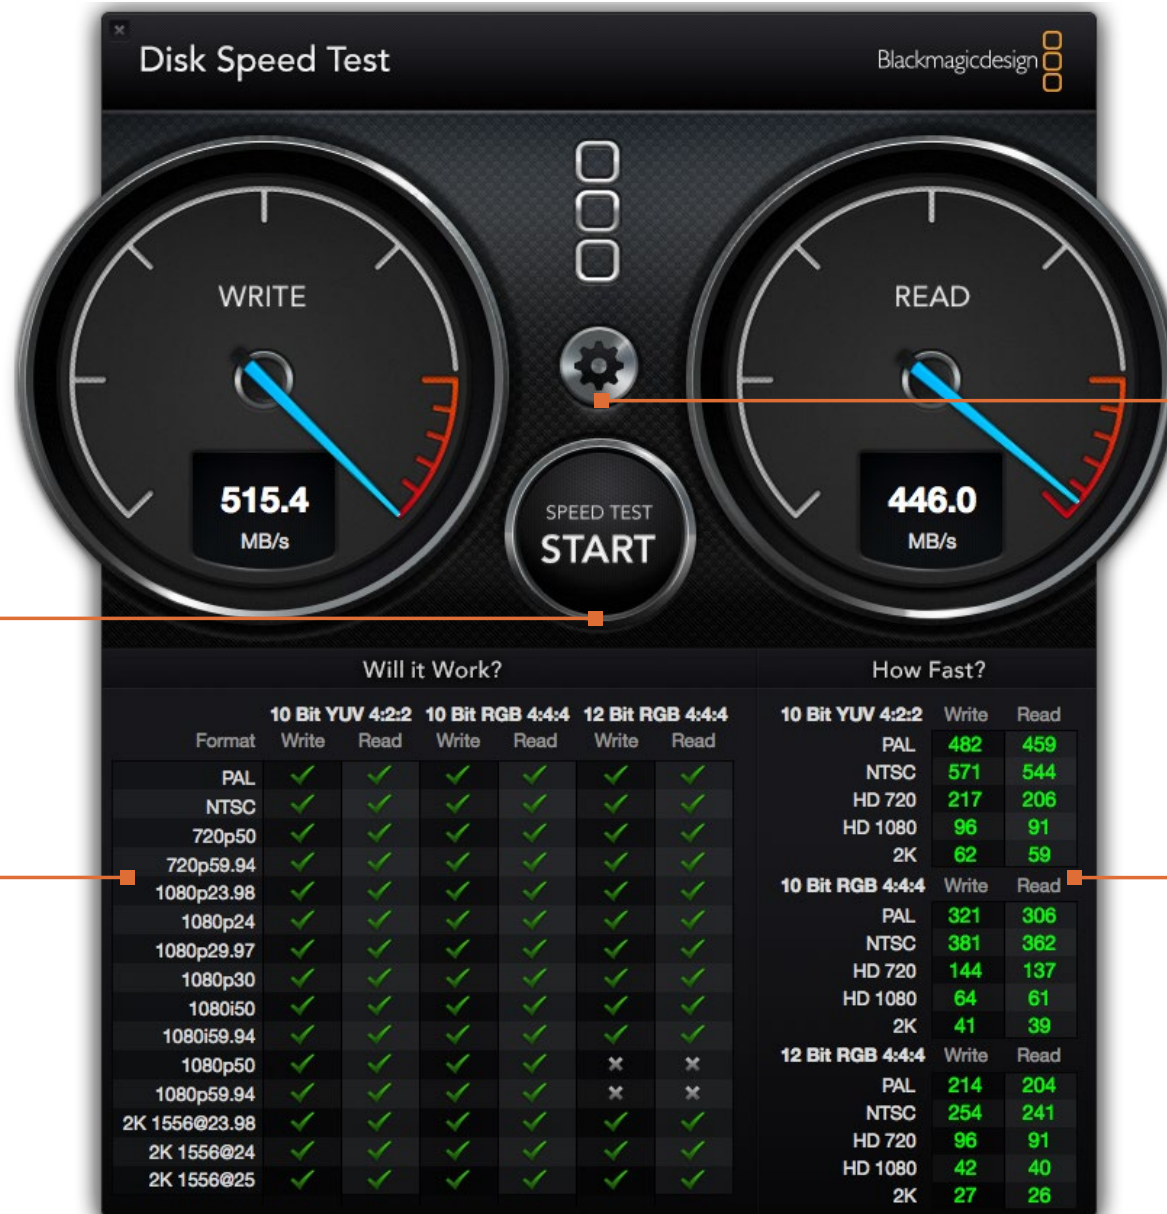 Disk Speed Test
Blackmagicdesign
WRITE
READ
515.4
MB/s
446.0
MB/s
SPEED TEST
START
Will it Work?
10 Bit YUV 4:2:2 10 Bit RGB 4:4:4 12 Bit RGB 4:4:4
Format Write Read Write Read Write Read
PAL
NTSC
720p50
720p59.94
1080p23.98
1080p24
1080p29.97
1080p30
1080i50
1080i59.94
1080p50
1080p59.94
2K 1556@23.98
2K 1556@24
2K 1556@25
How Fast?
10 Bit YUV 4:2:2 Write Read
PAL 482 459
NTSC 571 544
HD 720 217 206
HD 1080 96 91
2K 62 59
10 Bit RGB 4:4:4 Write Read
PAL 321 306
NTSC 381 362
HD 720 144 137
HD 1080 64 61
2K 41 39
12 Bit RGB 4:4:4 Write Read
PAL 214 204
NTSC 254 241
HD 720 96 91
HD 1080 42 40
2K 27 26